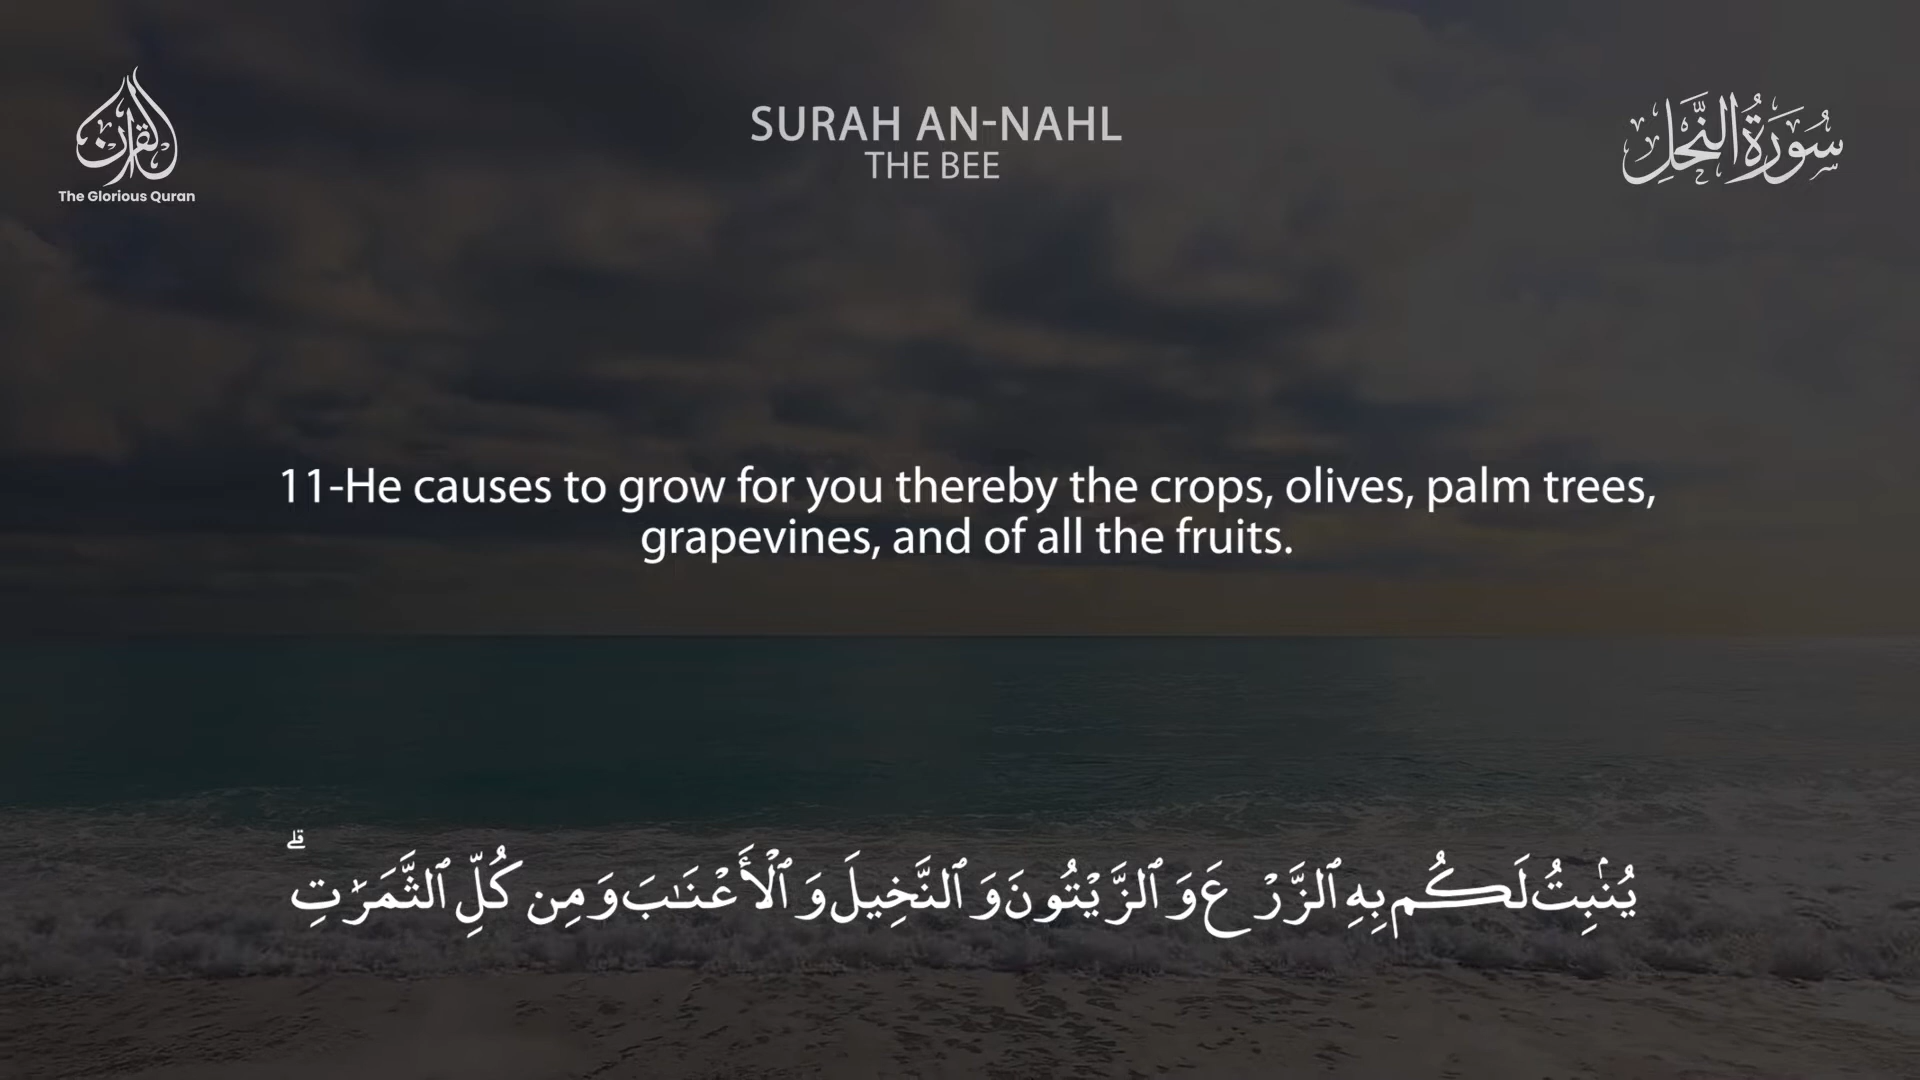 القرآن
The Glorious Quran
SURAH AN-NAHL
THE BEE
سُورَةُ النَّحْلِ
11-He causes to grow for you thereby the crops, olives, palm trees,
grapevines, and of all the fruits.
يُنۢبِتُ لَكُم بِهِ ٱلزَّرْعَ وَٱلزَّيْتُونَ وَٱلنَّخِيلَ وَٱلْأَعْنَـٰبَ وَمِن كُلِّ ٱلثَّمَرَٰتِ ۗ